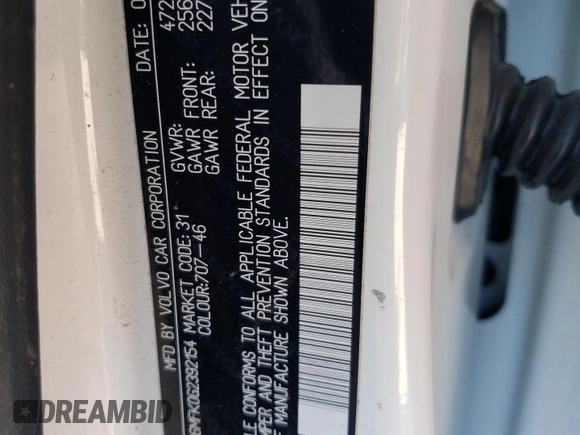 MFD BY VOLVO CAR CORPORATION DATE: 0
MARKET CODE: 31 GVWR: 472
COLOUR: 707-46 GAWR FRONT: 256
GAWR REAR: 227
CONFORMS TO ALL APPLICABLE FEDERAL MOTOR VEH
AND THEFT PREVENTION STANDARDS IN EFFECT ON
MANUFACTURE SHOWN ABOVE.
DREAMBID